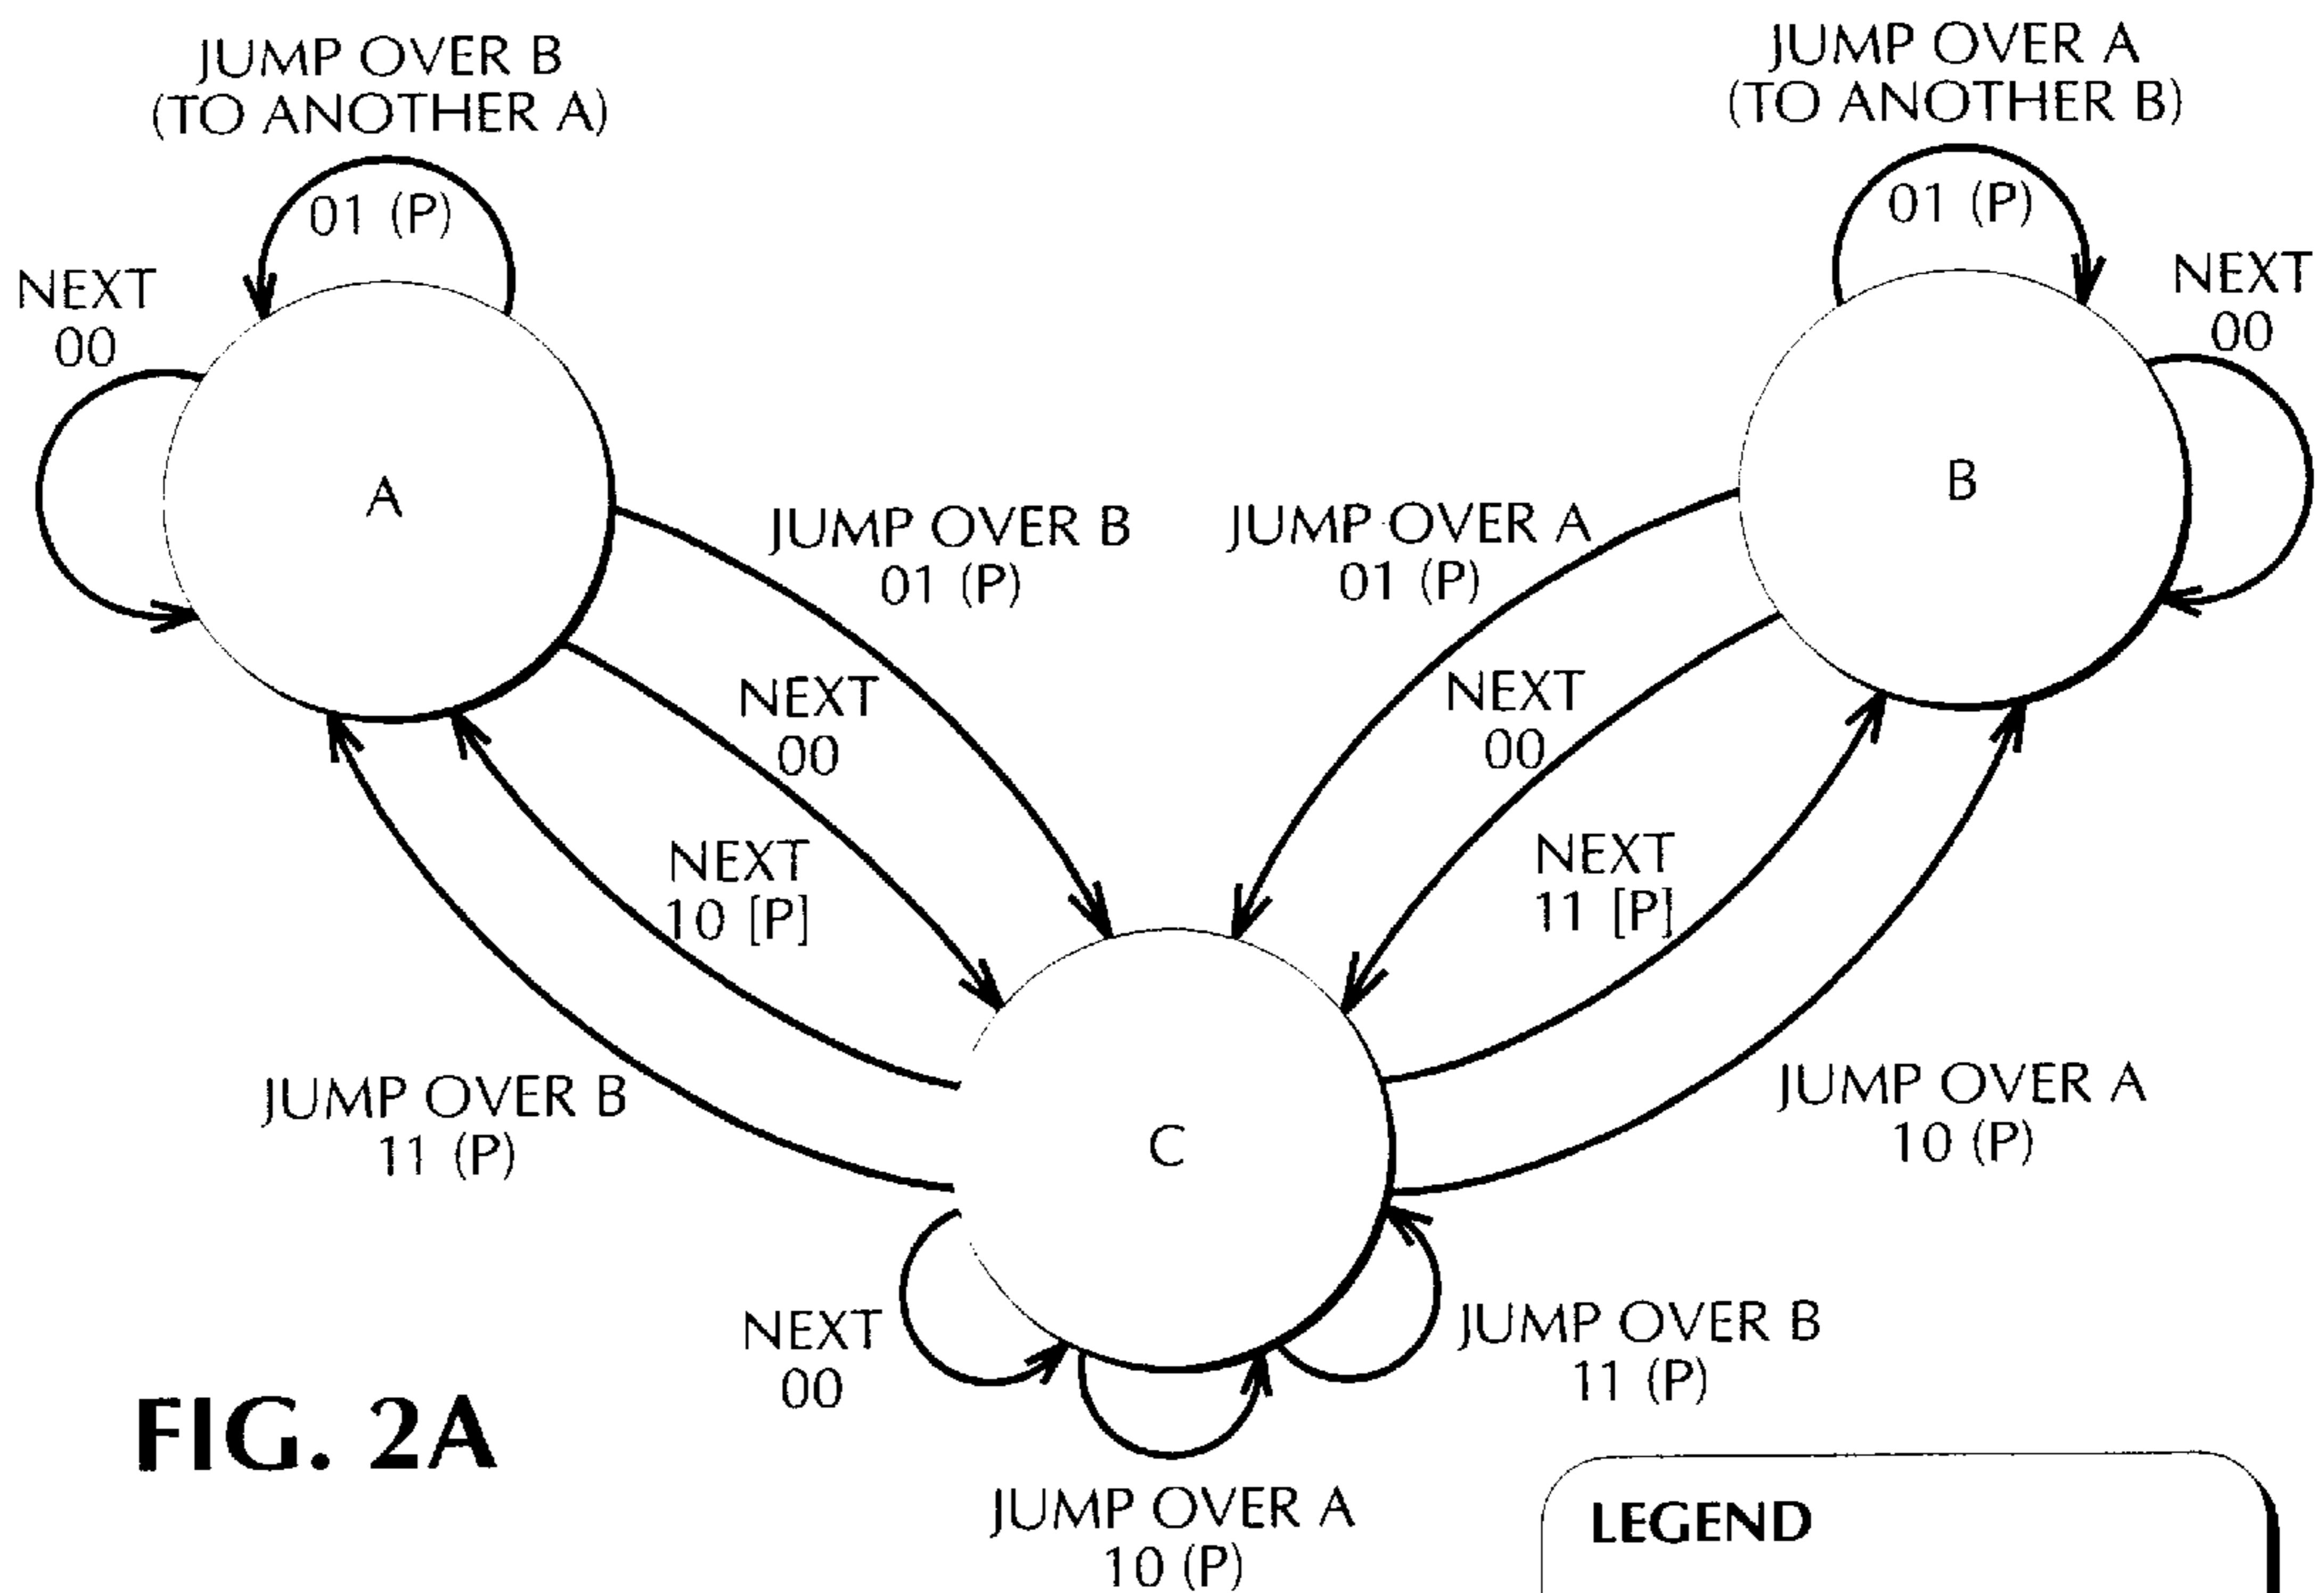 JUMP OVER B
(TO ANOTHER A)
01 (P)
NEXT
00
A
JUMP OVER A
(TO ANOTHER B)
01 (P)
NEXT
00
B
JUMP OVER B
01 (P)
JUMP OVER A
01 (P)
NEXT
00
NEXT
00
NEXT
10 [P]
NEXT
11 [P]
JUMP OVER B
11 (P)
C
JUMP OVER A
10 (P)
NEXT
00
JUMP OVER B
11 (P)
JUMP OVER A
10 (P)
FIG. 2A
LEGEND